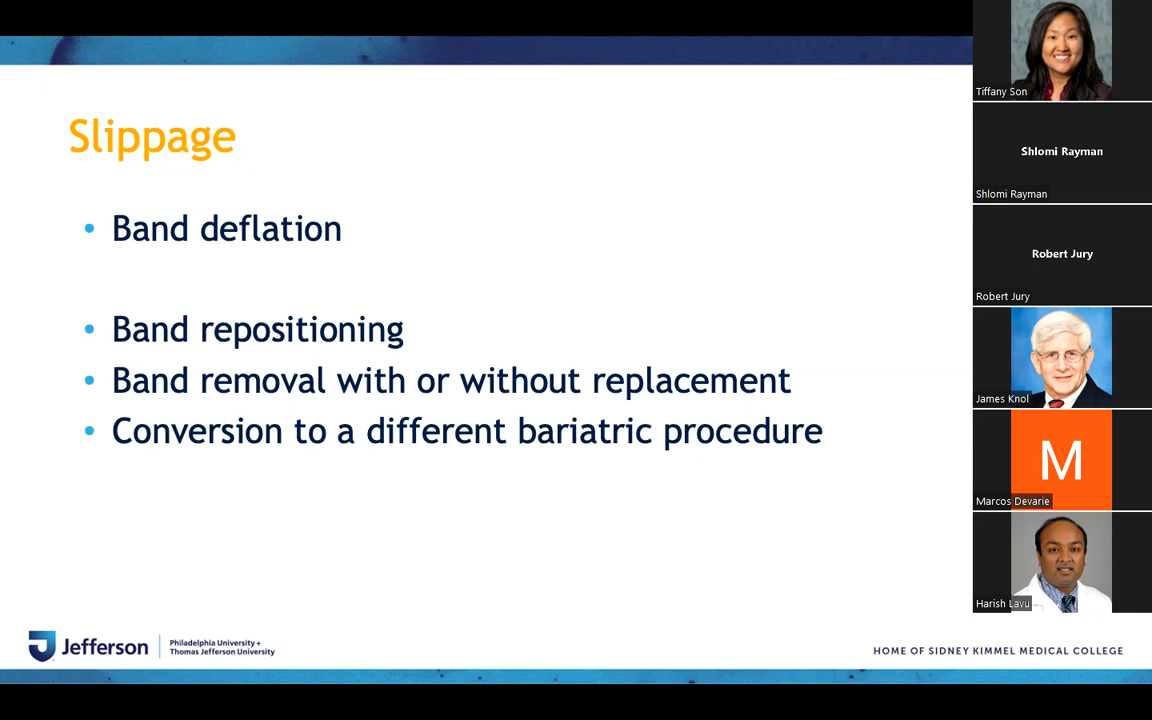 Slippage
• Band deflation
• Band repositioning
• Band removal with or without replacement
• Conversion to a different bariatric procedure
Jefferson
Philadelphia University +
Thomas Jefferson University
HOME OF SIDNEY KIMMEL MEDICAL COLLEGE
Tiffany Son
Shlomi Rayman
Shlomi Rayman
Robert Jury
Robert Jury
James Knol
M
Marcos Devarie
Harish Lavu